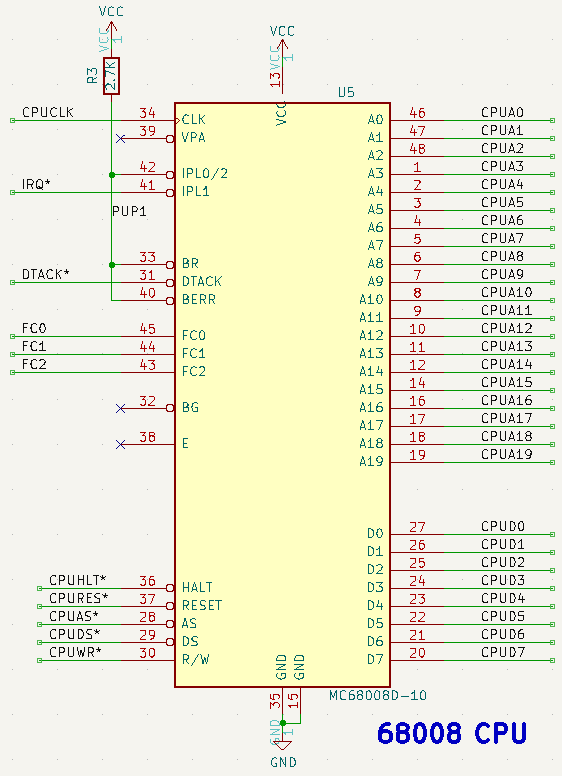 VCC
VCC
1
R3
2.7K
VCC
VCC
1
13
VCC
U5
CPUCLK 34 CLK
39 VPA
42 IPL0/2
IRQ* 41 IPL1
PUP1
33 BR
DTACK* 31 DTACK
40 BERR
FC0 45 FC0
FC1 44 FC1
FC2 43 FC2
32 BG
38 E
CPUHLT* 36 HALT
CPURES* 37 RESET
CPUAS* 28 AS
CPUDS* 29 DS
CPUWR* 30 R/W
A0 46 CPUA0
A1 47 CPUA1
A2 48 CPUA2
A3 1 CPUA3
A4 2 CPUA4
A5 3 CPUA5
A6 4 CPUA6
A7 5 CPUA7
A8 6 CPUA8
A9 7 CPUA9
A10 8 CPUA10
A11 9 CPUA11
A12 10 CPUA12
A13 11 CPUA13
A14 12 CPUA14
A15 14 CPUA15
A16 16 CPUA16
A17 17 CPUA17
A18 18 CPUA18
A19 19 CPUA19
D0 27 CPUD0
D1 26 CPUD1
D2 25 CPUD2
D3 24 CPUD3
D4 23 CPUD4
D5 22 CPUD5
D6 21 CPUD6
D7 20 CPUD7
GND
GND
35
15
MC68008D-10
GND
1
GND
68008 CPU